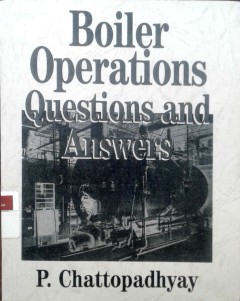 Boiler
Operations
Questions and
Answers
P. Chattopadhyay